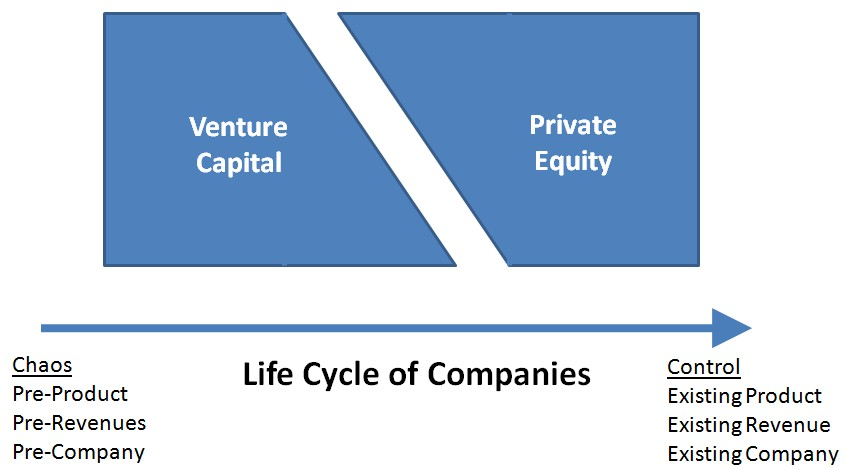 Venture
Capital
Private
Equity
Life Cycle of Companies
Chaos
Pre-Product
Pre-Revenues
Pre-Company
Control
Existing Product
Existing Revenue
Existing Company